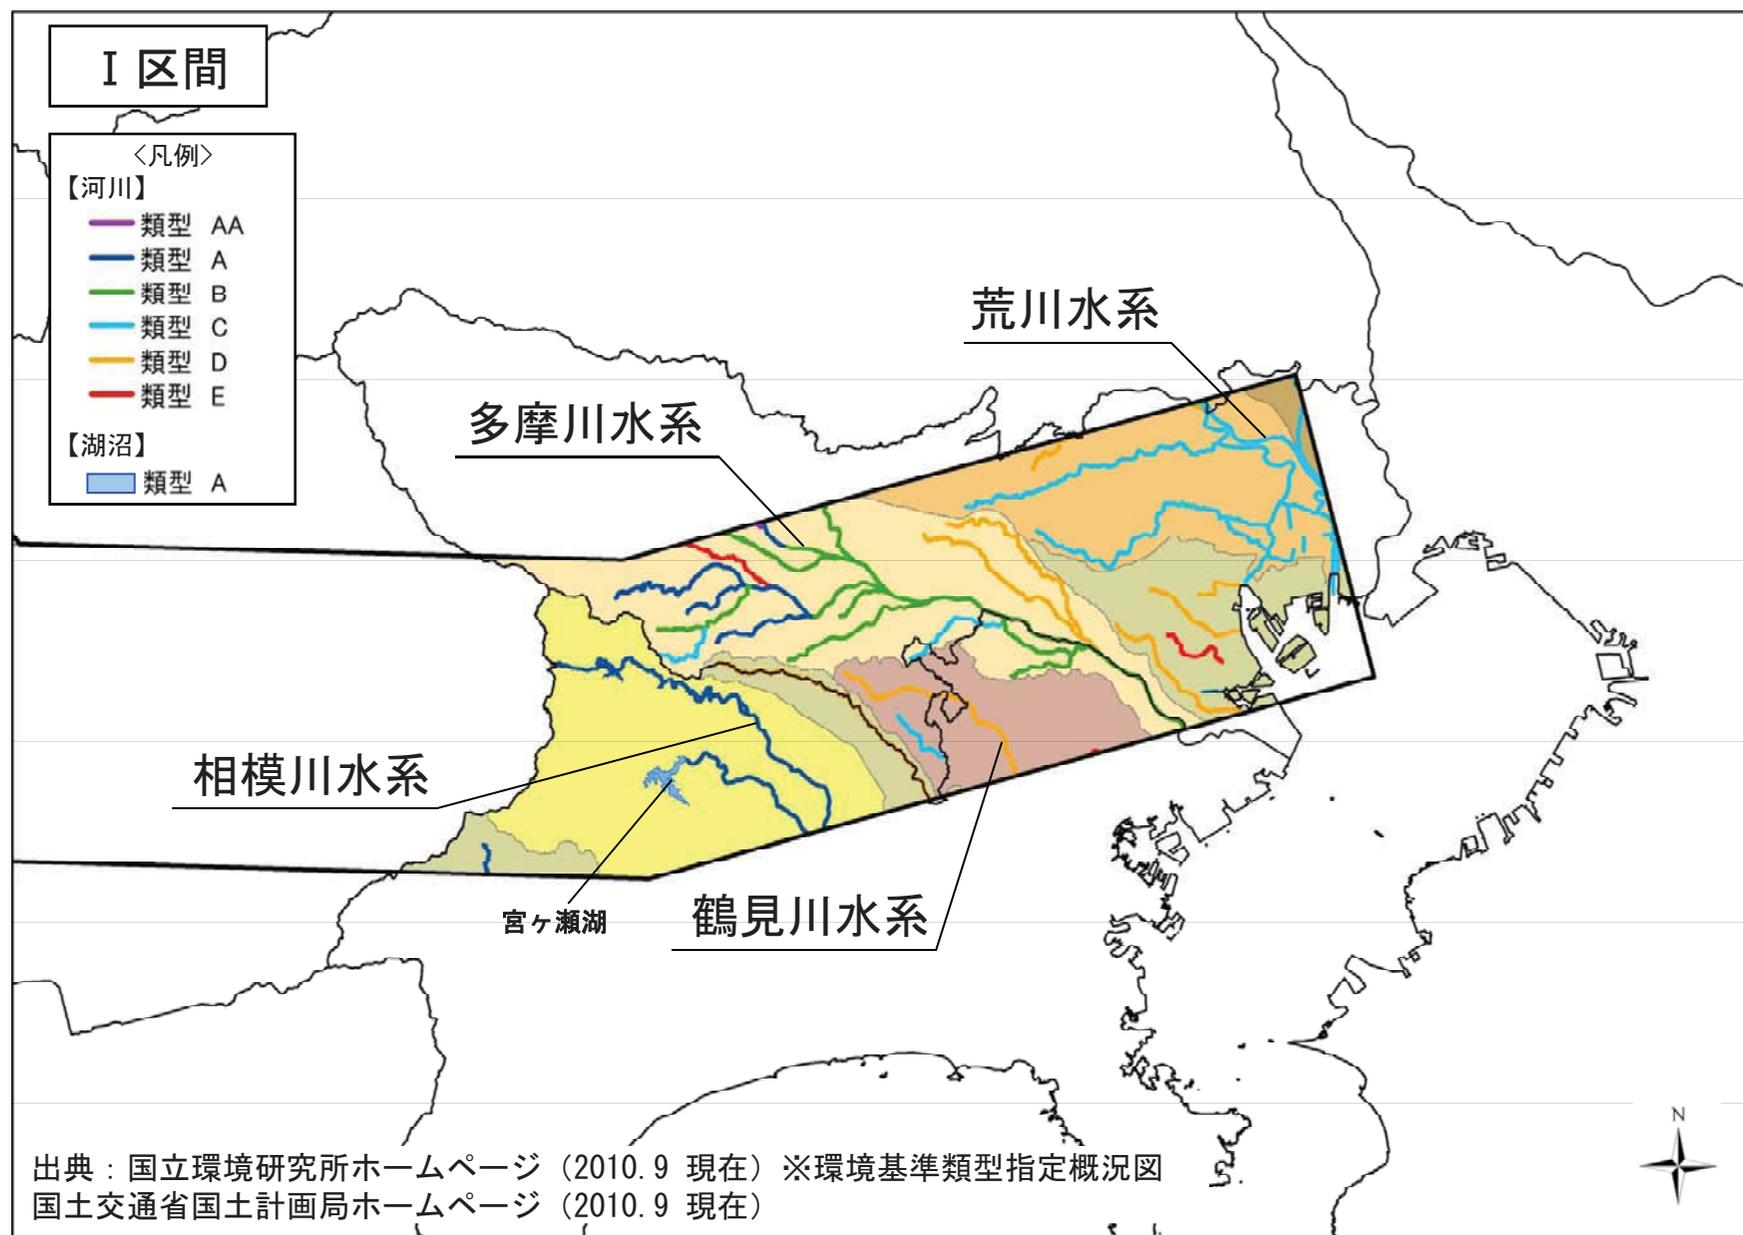 Ⅰ 区間
<凡例>
【河川】
類型 AA
類型 A
類型 B
類型 C
類型 D
類型 E
【湖沼】
類型 A
荒川水系
多摩川水系
相模川水系
宮ヶ瀬湖
鶴見川水系
N
出典：国立環境研究所ホームページ（2010.9 現在）※環境基準類型指定概況図
国土交通省国土計画局ホームページ（2010.9 現在）